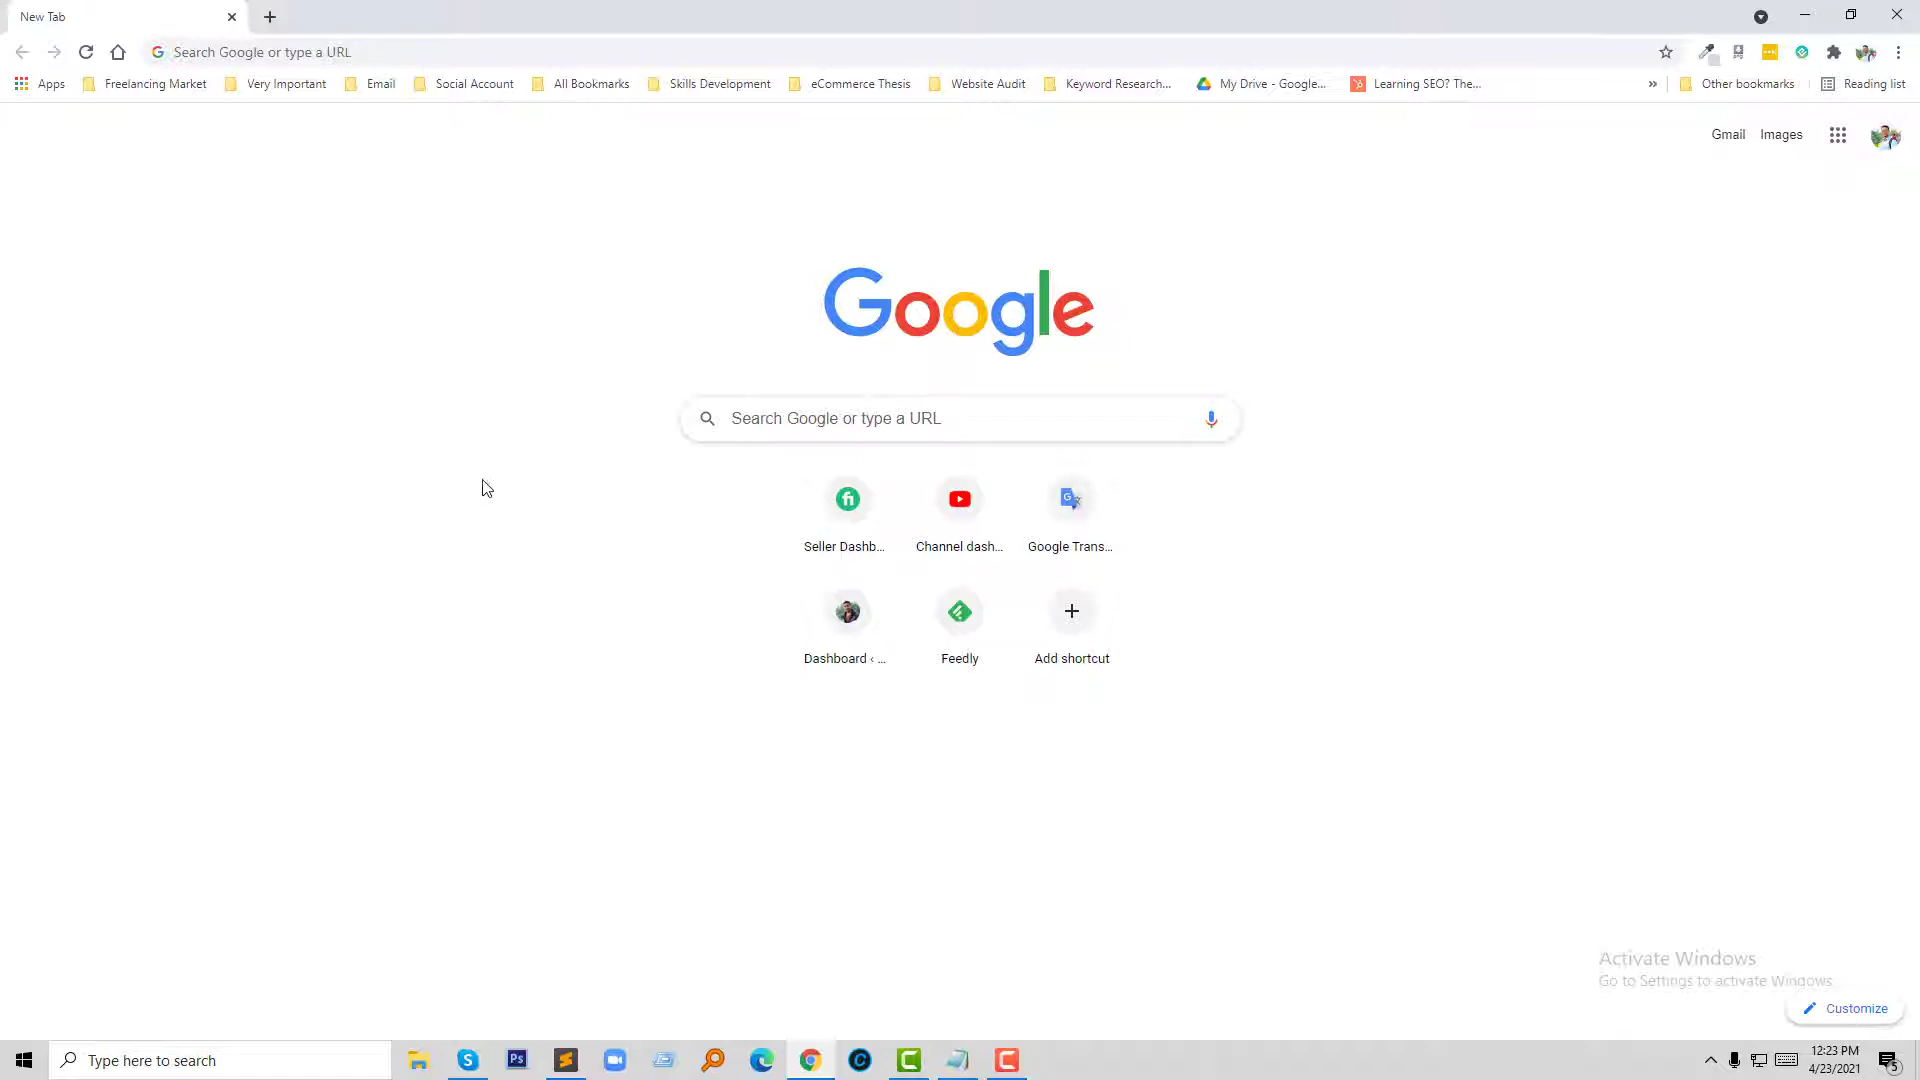 New Tab
Search Google or type a URL
Apps Freelancing Market Very Important Email Social Account All Bookmarks Skills Development eCommerce Thesis Website Audit Keyword Research... My Drive - Google... Learning SEO? The... » Other bookmarks Reading list
Gmail Images
Google
Search Google or type a URL
Seller Dashb... Channel dash... Google Trans...
Dashboard ‹ ... Feedly Add shortcut
Activate Windows
Go to Settings to activate Windows.
Customize
Type here to search
Ps
12:23 PM
4/23/2021
5